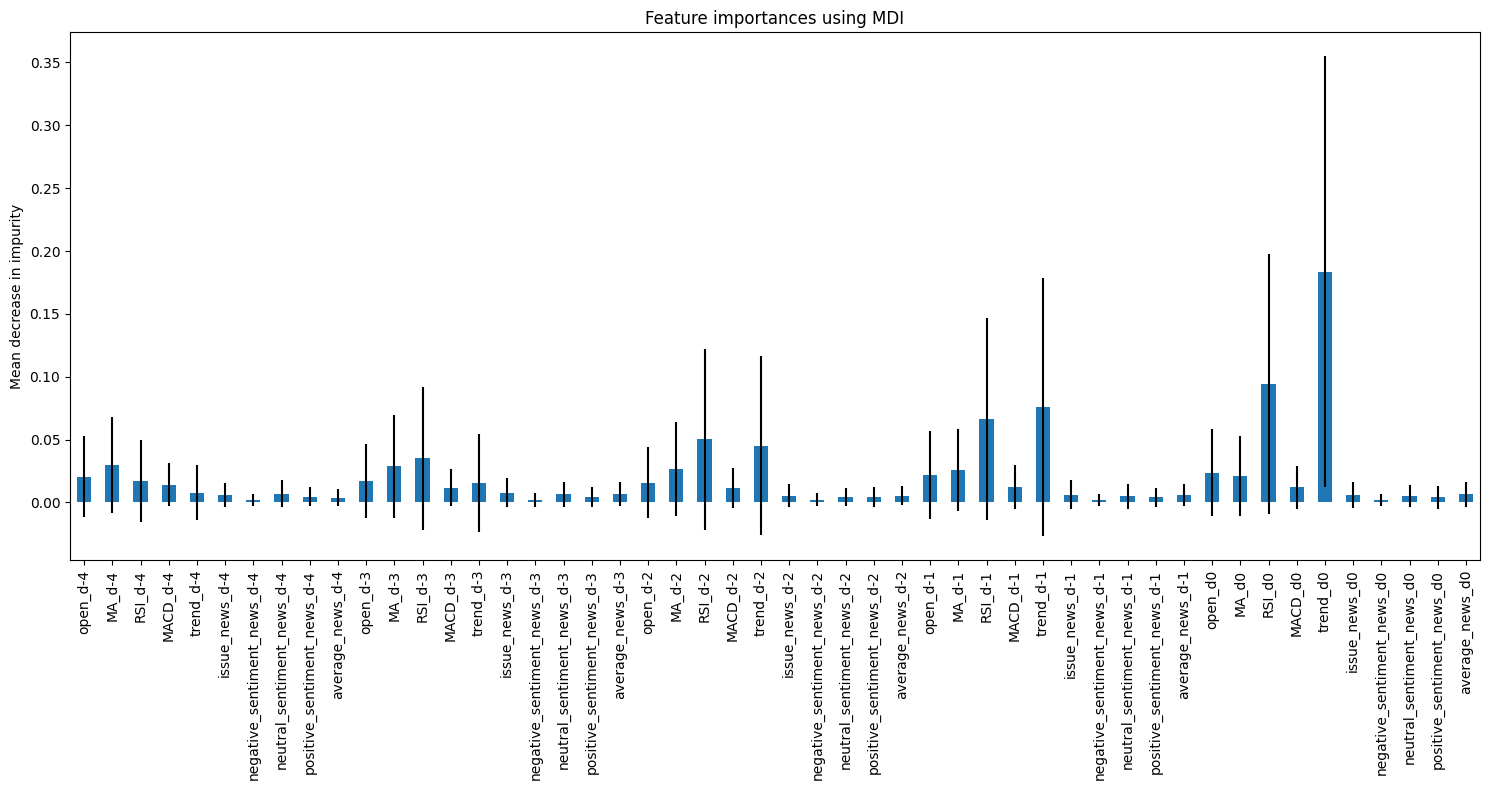 Feature importances using MDI
Mean decrease in impurity
0.35
0.30
0.25
0.20
0.15
0.10
0.05
0.00
open_d-4
MA_d-4
RSI_d-4
MACD_d-4
trend_d-4
issue_news_d-4
negative_sentiment_news_d-4
neutral_sentiment_news_d-4
positive_sentiment_news_d-4
average_news_d-4
open_d-3
MA_d-3
RSI_d-3
MACD_d-3
trend_d-3
issue_news_d-3
negative_sentiment_news_d-3
neutral_sentiment_news_d-3
positive_sentiment_news_d-3
average_news_d-3
open_d-2
MA_d-2
RSI_d-2
MACD_d-2
trend_d-2
issue_news_d-2
negative_sentiment_news_d-2
neutral_sentiment_news_d-2
positive_sentiment_news_d-2
average_news_d-2
open_d-1
MA_d-1
RSI_d-1
MACD_d-1
trend_d-1
issue_news_d-1
negative_sentiment_news_d-1
neutral_sentiment_news_d-1
positive_sentiment_news_d-1
average_news_d-1
open_d0
MA_d0
RSI_d0
MACD_d0
trend_d0
issue_news_d0
negative_sentiment_news_d0
neutral_sentiment_news_d0
positive_sentiment_news_d0
average_news_d0